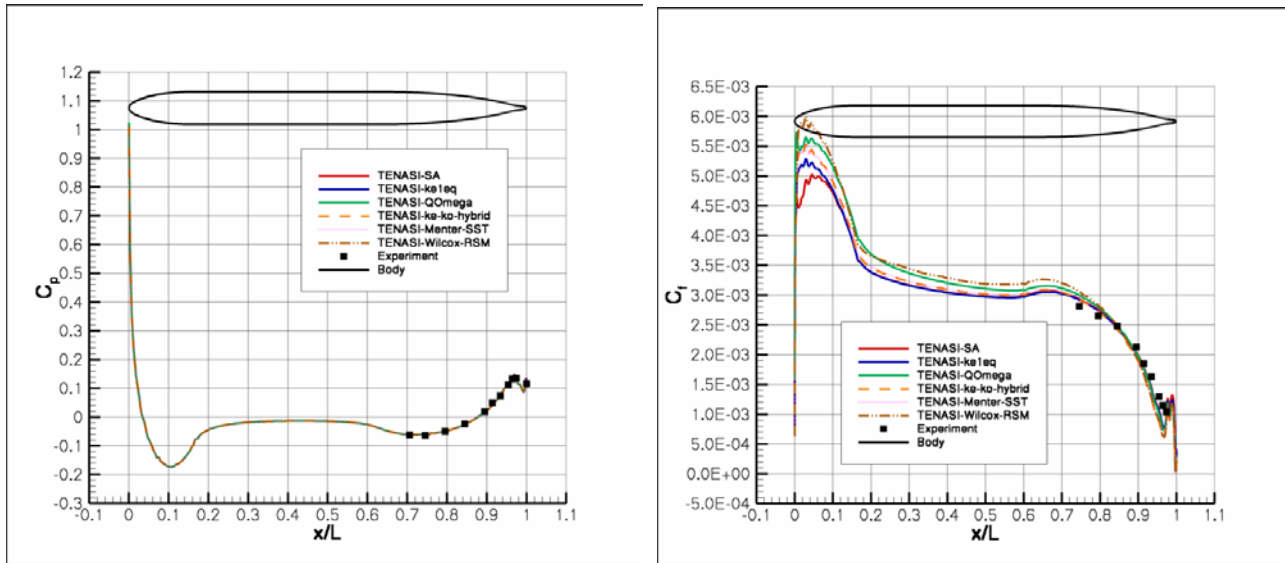 1.2
1.1
1
0.9
0.8
0.7
0.6
0.5
0.4
0.3
0.2
0.1
0
-0.1
-0.2
-0.3
Cp
TENASI-SA
TENASI-ke1eq
TENASI-QOmega
TENASI-ke-ko-hybrid
TENASI-Menter-SST
TENASI-Wilcox-RSM
Experiment
Body
-0.1 0 0.1 0.2 0.3 0.4 0.5 0.6 0.7 0.8 0.9 1 1.1
x/L
6.5E-03
6.0E-03
5.5E-03
5.0E-03
4.5E-03
4.0E-03
3.5E-03
3.0E-03
2.5E-03
2.0E-03
1.5E-03
1.0E-03
5.0E-04
0.0E+00
-5.0E-04
Cf
TENASI-SA
TENASI-ke1eq
TENASI-QOmega
TENASI-ke-ko-hybrid
TENASI-Menter-SST
TENASI-Wilcox-RSM
Experiment
Body
-0.1 0 0.1 0.2 0.3 0.4 0.5 0.6 0.7 0.8 0.9 1 1.1
x/L